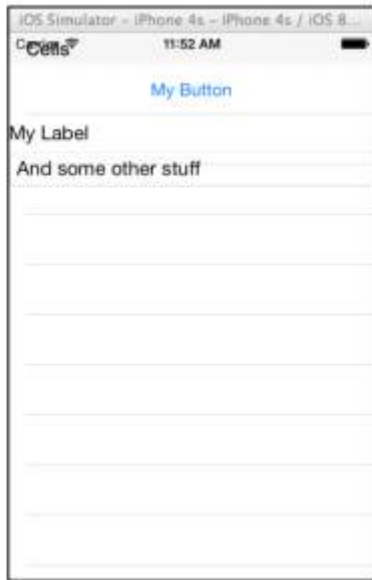 iOS Simulator - iPhone 4s - iPhone 4s / iOS 8...
11:52 AM
Cells
My Button
My Label
And some other stuff